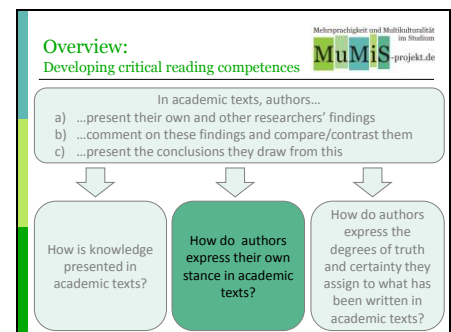 Overview:
Developing critical reading competences
Mehrsprachigkeit und Multikulturalität
im Studium
MuMiS-projekt.de
In academic texts, authors…
a) …present their own and other researchers' findings
b) …comment on these findings and compare/contrast them
c) …present the conclusions they draw from this
How is knowledge
presented in
academic texts?
How do authors
express their own
stance in academic
texts?
How do authors
express the
degrees of truth
and certainty they
assign to what has
been written in
academic texts?